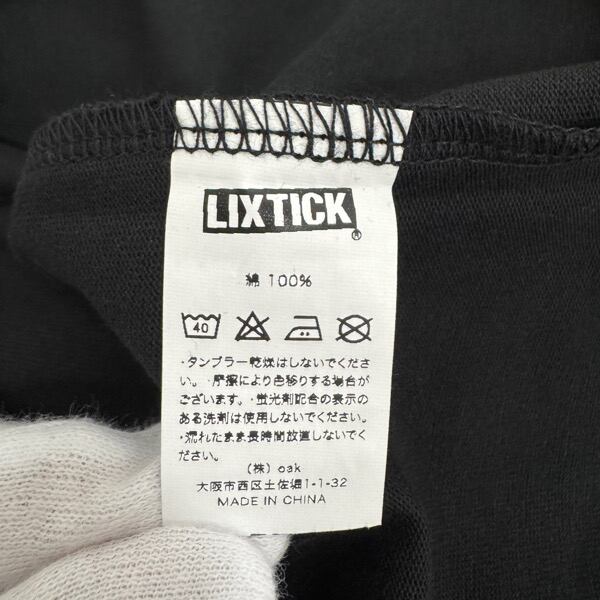 LIXTICK
®
綿 100%
40
・タンブラー乾燥はしないでくださ
い。・摩擦により色移りする場合が
ございます。・蛍光剤配合の表示の
ある洗剤は使用しないでください。
・濡れたまま長時間放置しないでく
ださい。
(株) oak
大阪市西区土佐堀1-1-32
MADE IN CHINA